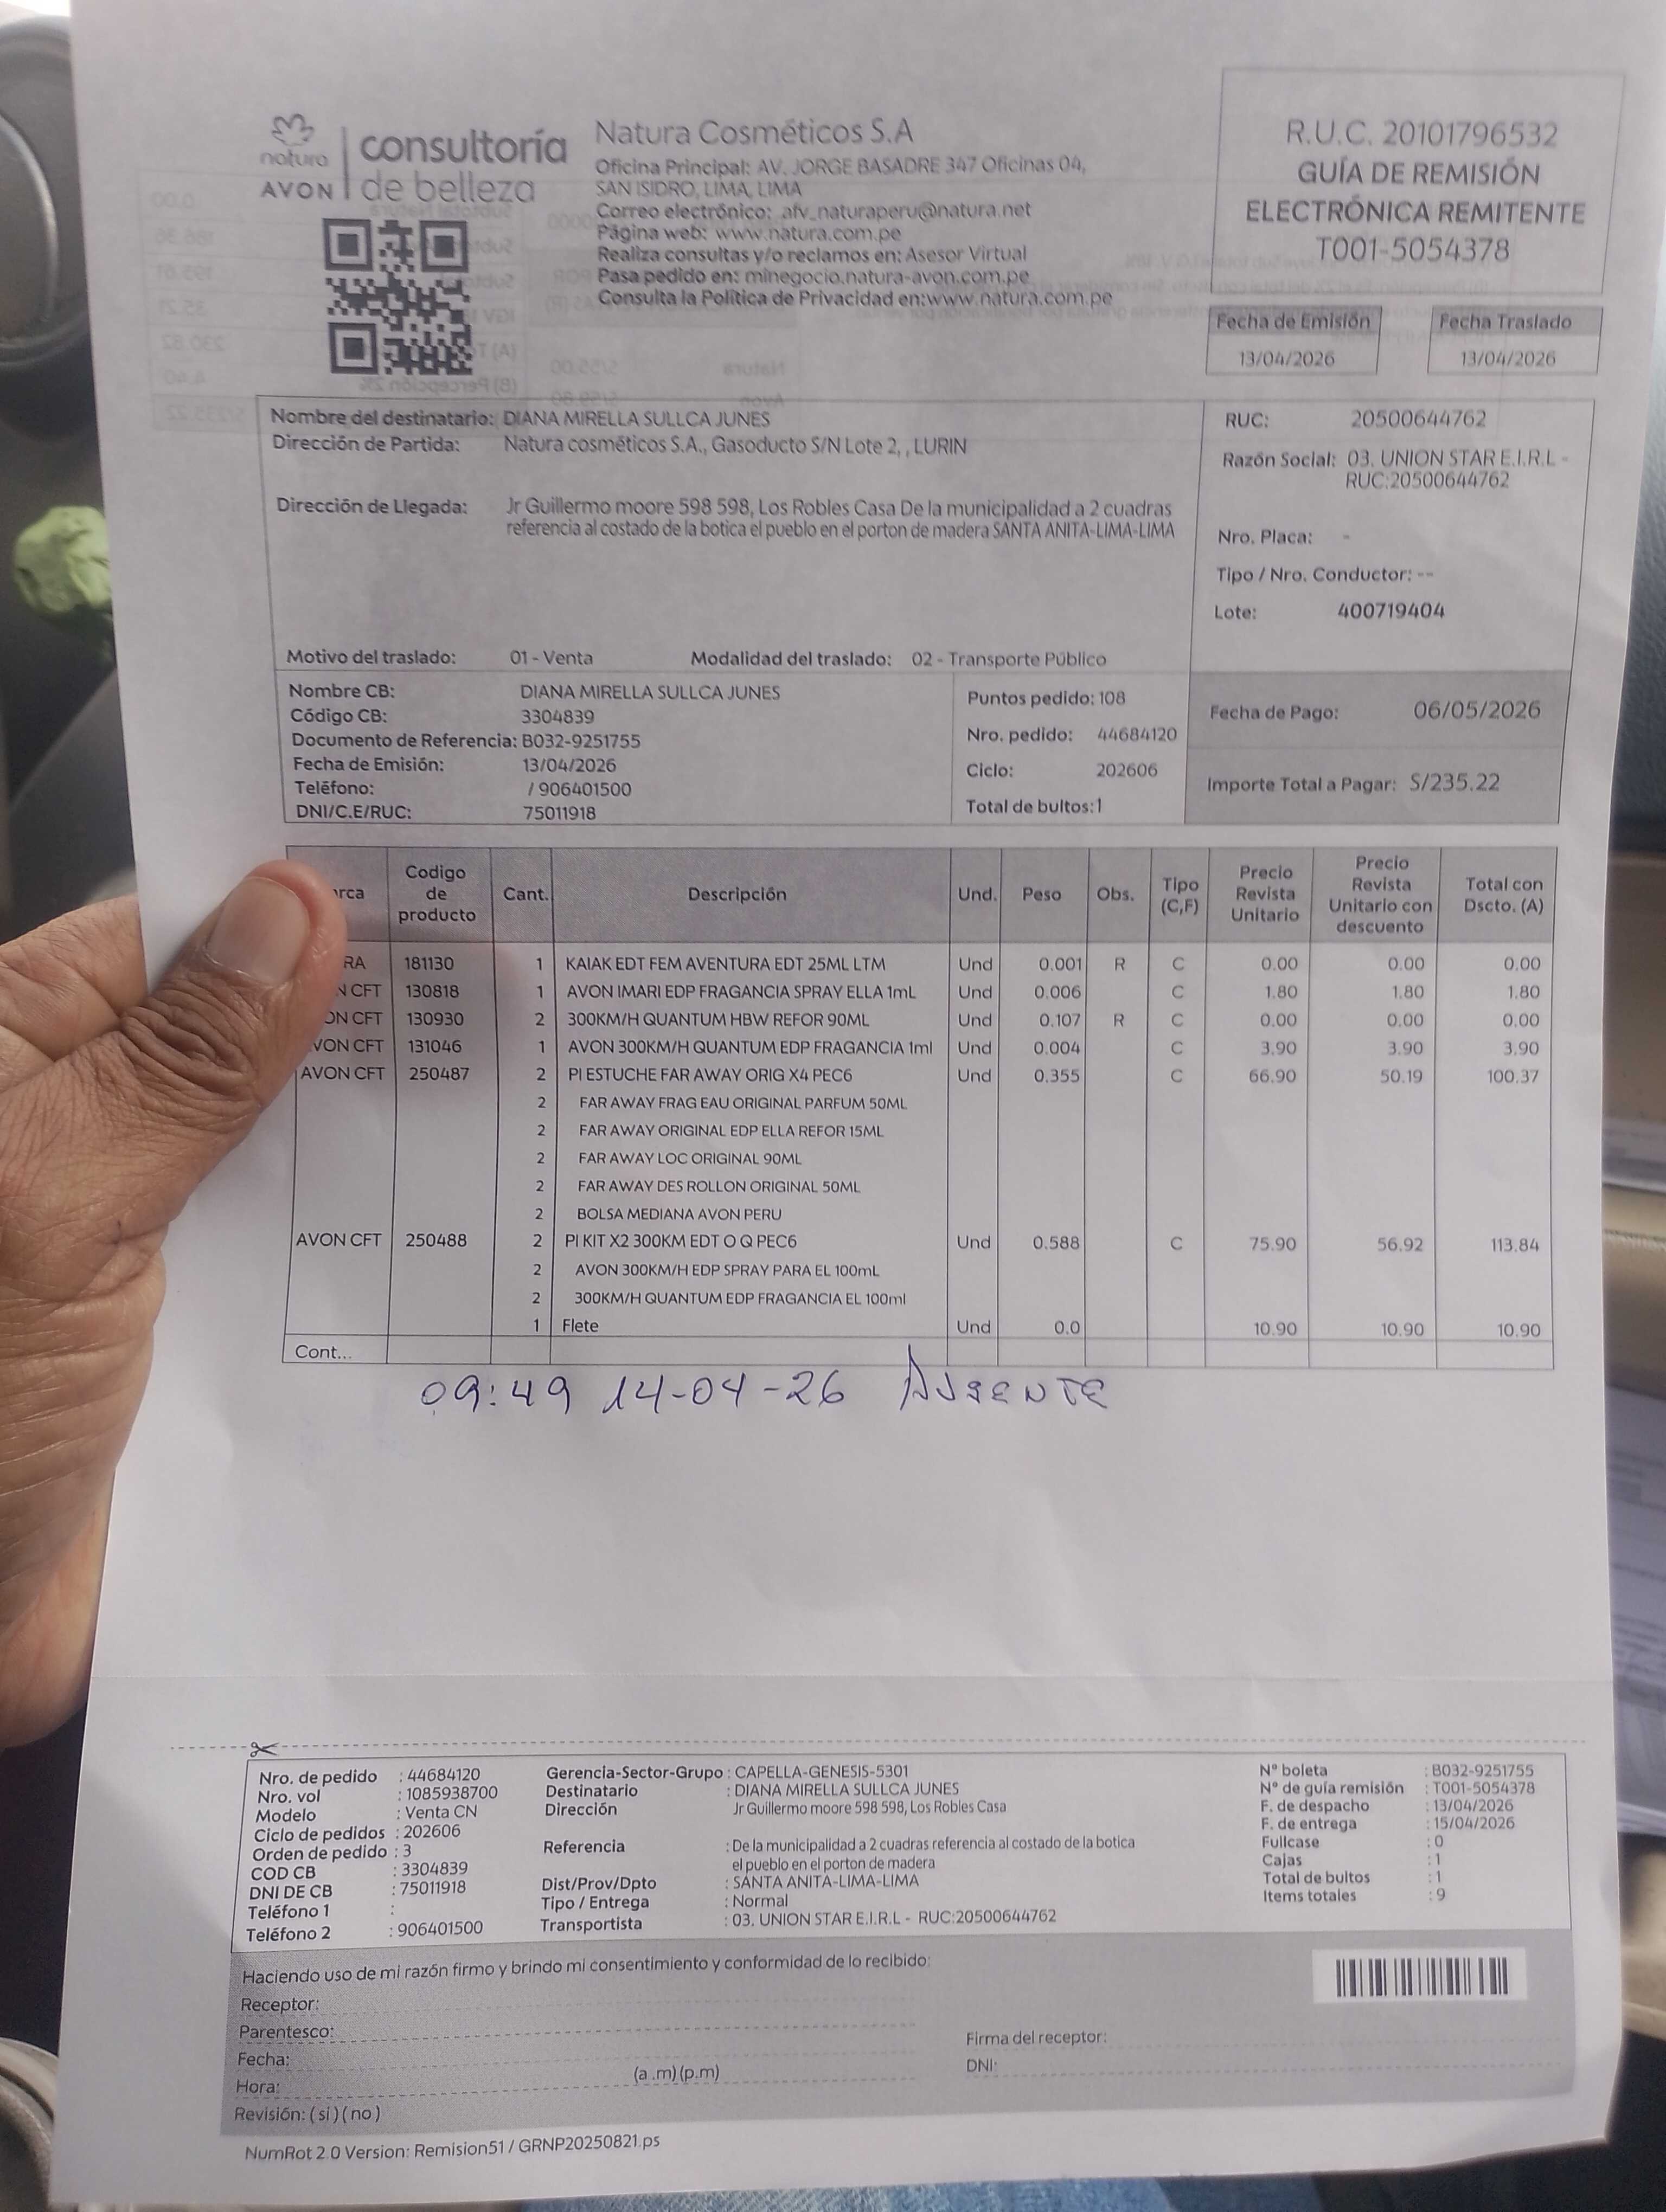 natura
AVON
consultoría
de belleza
Natura Cosméticos S.A
Oficina Principal: AV. JORGE BASADRE 347 Oficinas 04,
SAN ISIDRO, LIMA, LIMA
Correo electrónico: afv_naturaperu@natura.net
Página web: www.natura.com.pe
Realiza consultas y/o reclamos en: Asesor Virtual
Pasa pedido en: minegocio.natura-avon.com.pe
Consulta la Política de Privacidad en:www.natura.com.pe
R.U.C. 20101796532
GUÍA DE REMISIÓN
ELECTRÓNICA REMITENTE
T001-5054378
Fecha de Emisión Fecha Traslado
13/04/2026 13/04/2026
Nombre del destinatario: DIANA MIRELLA SULLCA JUNES
Dirección de Partida: Natura cosméticos S.A., Gasoducto S/N Lote 2, , LURIN
Dirección de Llegada: Jr Guillermo moore 598 598, Los Robles Casa De la municipalidad a 2 cuadras
referencia al costado de la botica el pueblo en el porton de madera SANTA ANITA-LIMA-LIMA
RUC: 20500644762
Razón Social: 03. UNION STAR E.I.R.L -
RUC:20500644762
Nro. Placa: -
Tipo / Nro. Conductor: --
Lote: 400719404
Motivo del traslado: 01 - Venta Modalidad del traslado: 02 - Transporte Público
Nombre CB: DIANA MIRELLA SULLCA JUNES
Código CB: 3304839
Documento de Referencia: B032-9251755
Fecha de Emisión: 13/04/2026
Teléfono: / 906401500
DNI/C.E/RUC: 75011918
Puntos pedido: 108
Nro. pedido: 44684120
Ciclo: 202606
Total de bultos: 1
Fecha de Pago: 06/05/2026
Importe Total a Pagar: S/235.22
rca Codigo de producto Cant. Descripción Und. Peso Obs. Tipo (C,F) Precio Revista Unitario Precio Revista Unitario con descuento Total con Dscto. (A)
RA 181130 1 KAIAK EDT FEM AVENTURA EDT 25ML LTM Und 0.001 R C 0.00 0.00 0.00
N CFT 130818 1 AVON IMARI EDP FRAGANCIA SPRAY ELLA 1mL Und 0.006 C 1.80 1.80 1.80
ON CFT 130930 2 300KM/H QUANTUM HBW REFOR 90ML Und 0.107 R C 0.00 0.00 0.00
VON CFT 131046 1 AVON 300KM/H QUANTUM EDP FRAGANCIA 1ml Und 0.004 C 3.90 3.90 3.90
AVON CFT 250487 2 PI ESTUCHE FAR AWAY ORIG X4 PEC6 Und 0.355 C 66.90 50.19 100.37
2 FAR AWAY FRAG EAU ORIGINAL PARFUM 50ML
2 FAR AWAY ORIGINAL EDP ELLA REFOR 15ML
2 FAR AWAY LOC ORIGINAL 90ML
2 FAR AWAY DES ROLLON ORIGINAL 50ML
2 BOLSA MEDIANA AVON PERU
AVON CFT 250488 2 PI KIT X2 300KM EDT O Q PEC6 Und 0.588 C 75.90 56.92 113.84
2 AVON 300KM/H EDP SPRAY PARA EL 100mL
2 300KM/H QUANTUM EDP FRAGANCIA EL 100ml
1 Flete Und 0.0 10.90 10.90 10.90
Cont...
09:49 14-04-26 AUSENTE
Nro. de pedido : 44684120
Nro. vol : 1085938700
Modelo : Venta CN
Ciclo de pedidos : 202606
Orden de pedido : 3
COD CB : 3304839
DNI DE CB : 75011918
Teléfono 1 :
Teléfono 2 : 906401500
Gerencia-Sector-Grupo : CAPELLA-GENESIS-5301
Destinatario : DIANA MIRELLA SULLCA JUNES
Dirección Jr Guillermo moore 598 598, Los Robles Casa
Referencia : De la municipalidad a 2 cuadras referencia al costado de la botica
el pueblo en el porton de madera
Dist/Prov/Dpto : SANTA ANITA-LIMA-LIMA
Tipo / Entrega : Normal
Transportista : 03. UNION STAR E.I.R.L - RUC:20500644762
N° boleta : B032-9251755
N° de guía remisión : T001-5054378
F. de despacho : 13/04/2026
F. de entrega : 15/04/2026
Fullcase : 0
Cajas : 1
Total de bultos : 1
Items totales : 9
Haciendo uso de mi razón firmo y brindo mi consentimiento y conformidad de lo recibido:
Receptor:
Parentesco:
Fecha:
Hora: (a .m) (p.m)
Revisión: ( si ) ( no )
Firma del receptor:
DNI:
NumRot 2.0 Version: Remision51 / GRNP20250821.ps